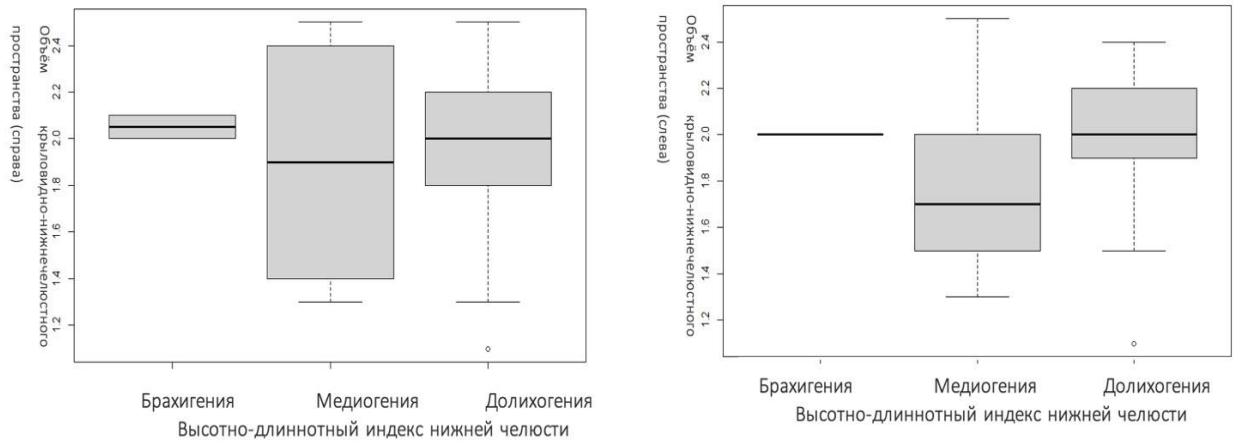 Объём крыловидно-нижнечелюстного
пространства (справа)
2.4
2.2
2.0
1.8
1.6
1.4
1.2
Брахигения Медиогения Долихогения
Высотно-длиннотный индекс нижней челюсти
Объём крыловидно-нижнечелюстного
пространства (слева)
2.4
2.2
2.0
1.8
1.6
1.4
1.2
Брахигения Медиогения Долихогения
Высотно-длиннотный индекс нижней челюсти